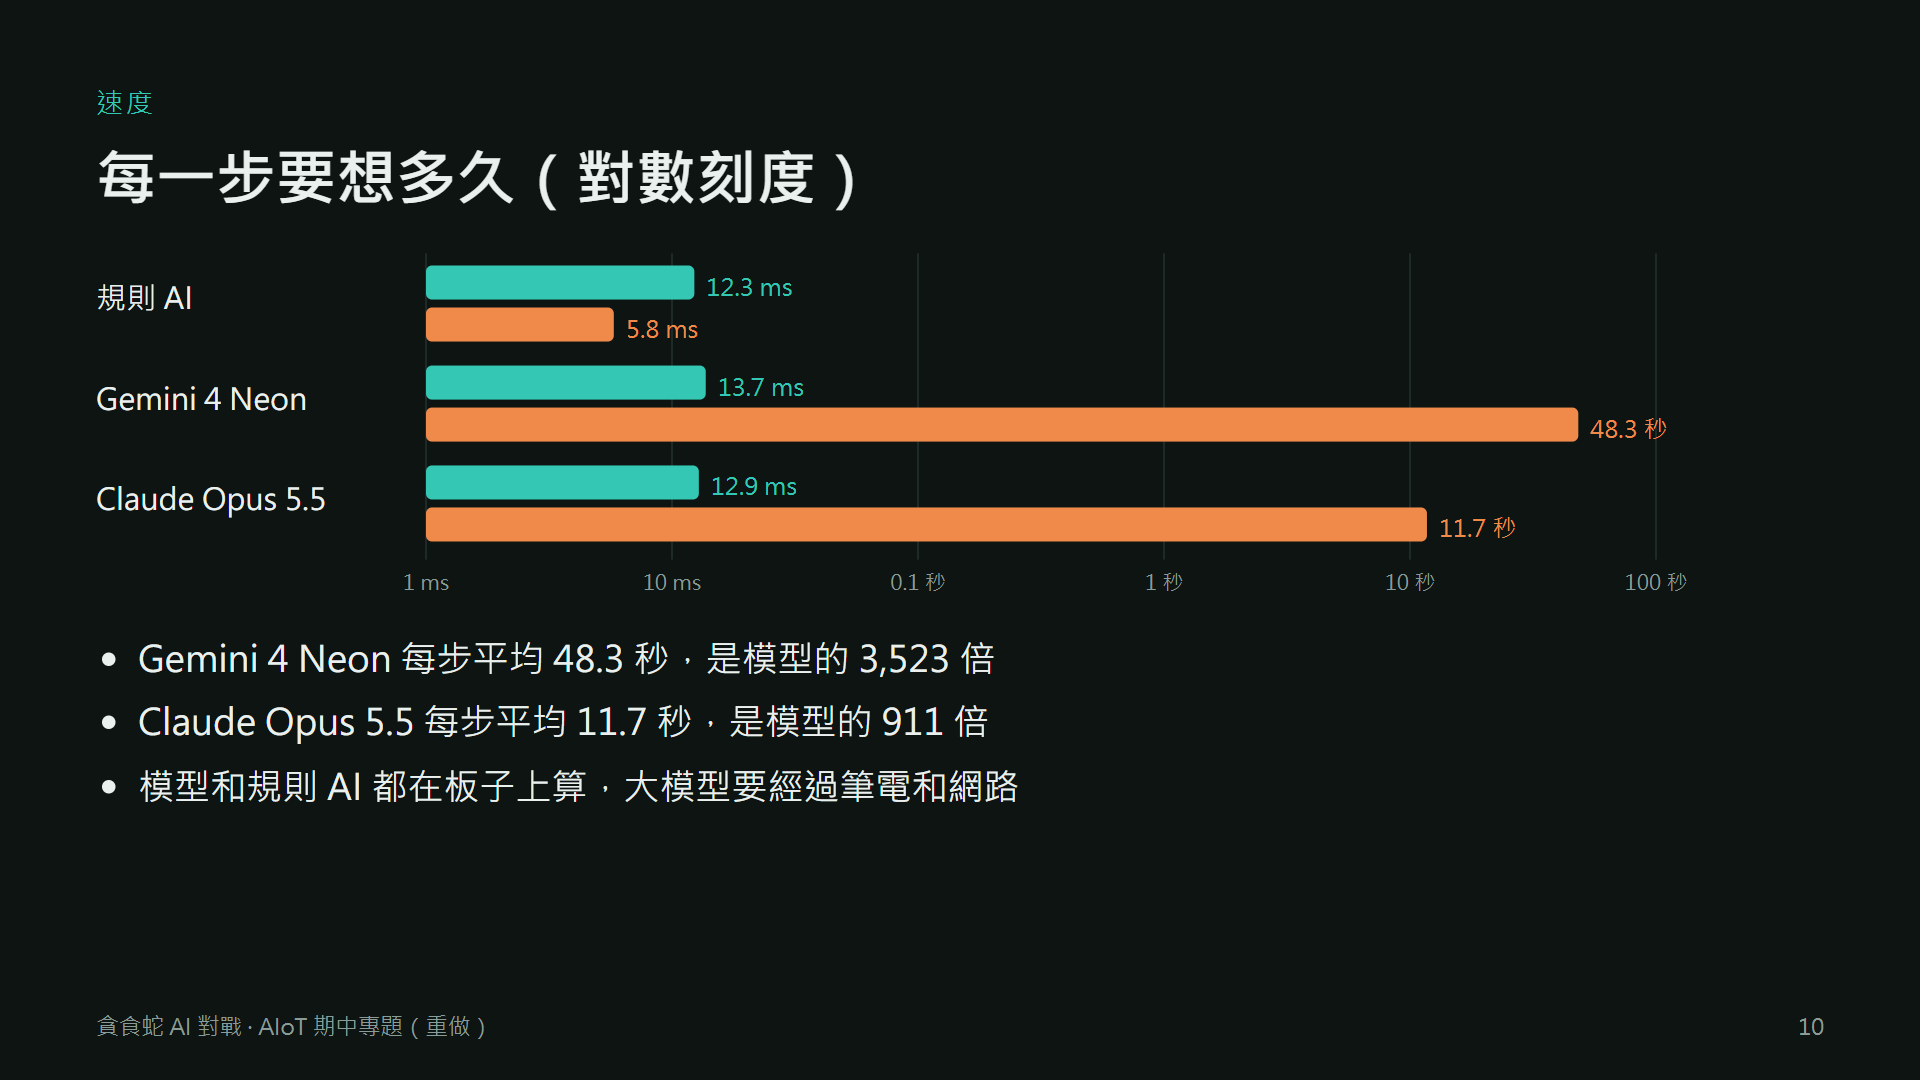 速度
每一步要想多久（對數刻度）
規則 AI
12.3 ms
5.8 ms
Gemini 4 Neon
13.7 ms
48.3 秒
Claude Opus 5.5
12.9 ms
11.7 秒
1 ms 10 ms 0.1 秒 1 秒 10 秒 100 秒
• Gemini 4 Neon 每步平均 48.3 秒，是模型的 3,523 倍
• Claude Opus 5.5 每步平均 11.7 秒，是模型的 911 倍
• 模型和規則 AI 都在板子上算，大模型要經過筆電和網路
貪食蛇 AI 對戰 · AIoT 期中專題（重做）
10